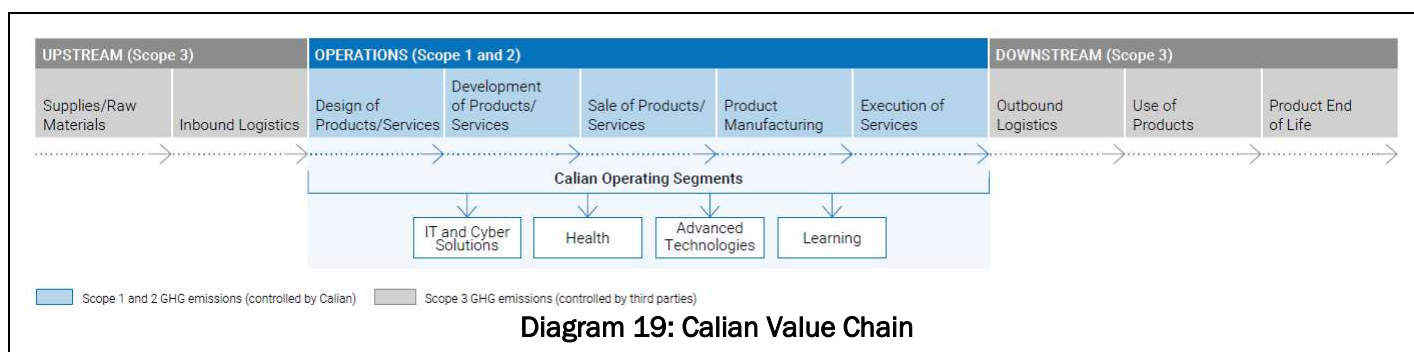 UPSTREAM (Scope 3)
OPERATIONS (Scope 1 and 2)
DOWNSTREAM (Scope 3)
Supplies/Raw
Materials
Inbound Logistics
Design of
Products/Services
Development
of Products/
Services
Sale of Products/
Services
Product
Manufacturing
Execution of
Services
Outbound
Logistics
Use of
Products
Product End
of Life
Calian Operating Segments
IT and Cyber
Solutions
Health
Advanced
Technologies
Learning
Scope 1 and 2 GHG emissions (controlled by Calian)
Scope 3 GHG emissions (controlled by third parties)
Diagram 19: Calian Value Chain